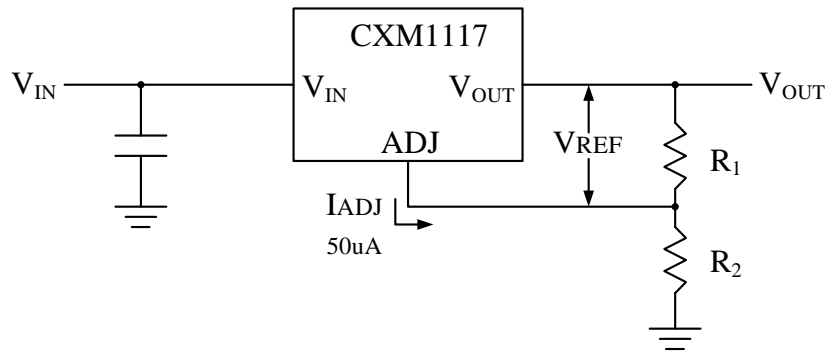 CXM1117
VIN
VIN
VOUT
VOUT
ADJ
VREF
R1
IADJ
50uA
R2